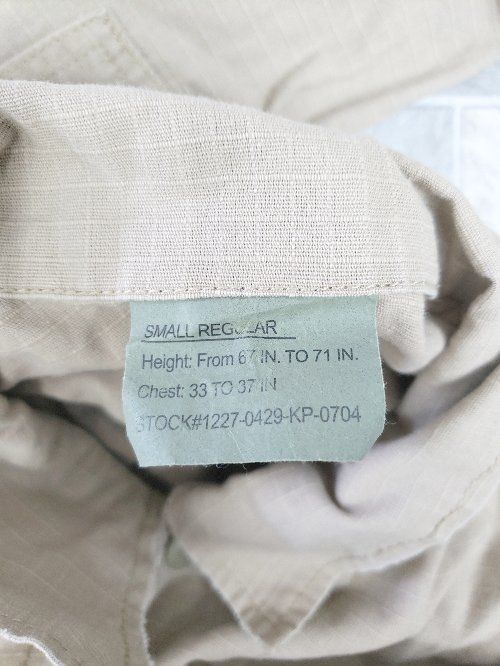 SMALL REGULAR
Height: From 67 IN. TO 71 IN.
Chest: 33 TO 37 IN
STOCK#1227-0429-KP-0704